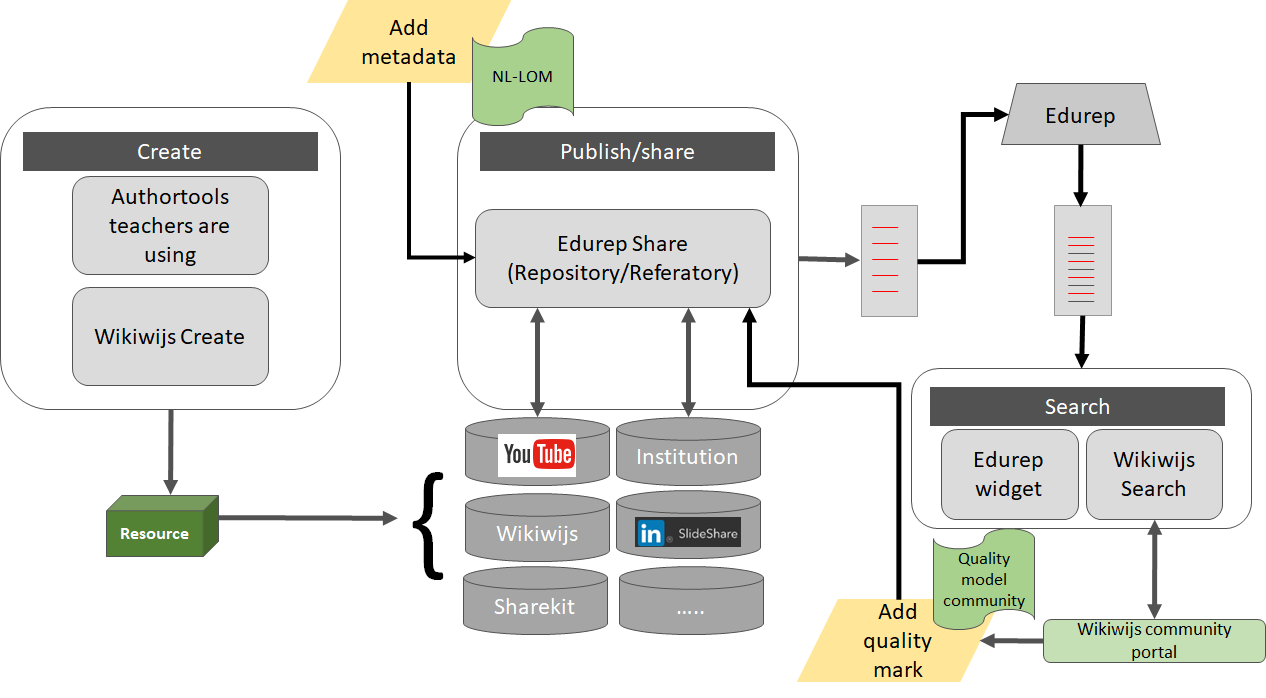 Add
metadata
NL-LOM
Create
Authortools
teachers are
using
Wikiwijs Create
Resource
Publish/share
Edurep Share
(Repository/Referatory)
YouTube
Institution
Wikiwijs
in SlideShare
Sharekit
.....
Edurep
Search
Edurep
widget
Wikiwijs
Search
Quality
model
community
Wikiwijs community
portal
Add
quality
mark